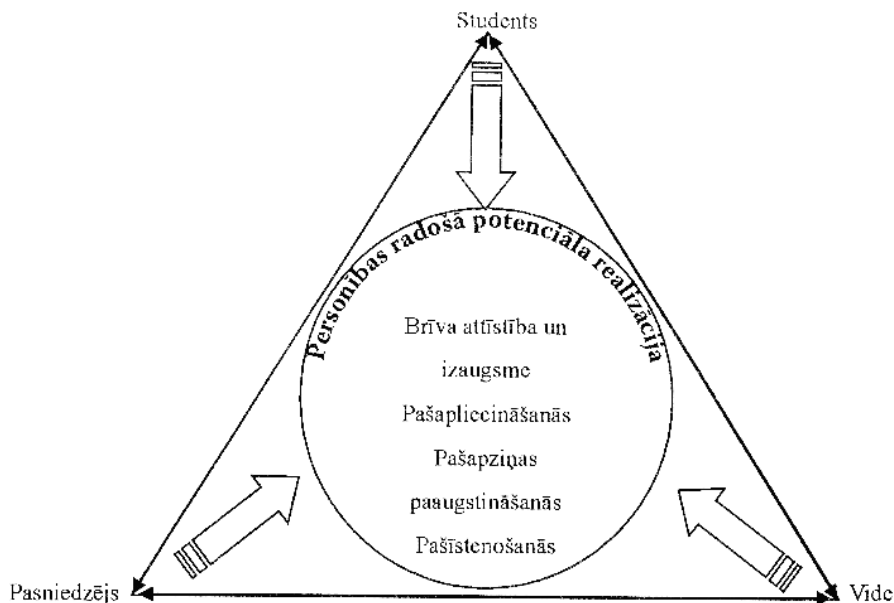 Students
Personības radošā potenciāla realizācija
Brīva attīstība un
izaugsme
Pašapliecināšanās
Pašapziņas
paaugstināšanās
Pašīstenošanās
Pasniedzējs
Vide